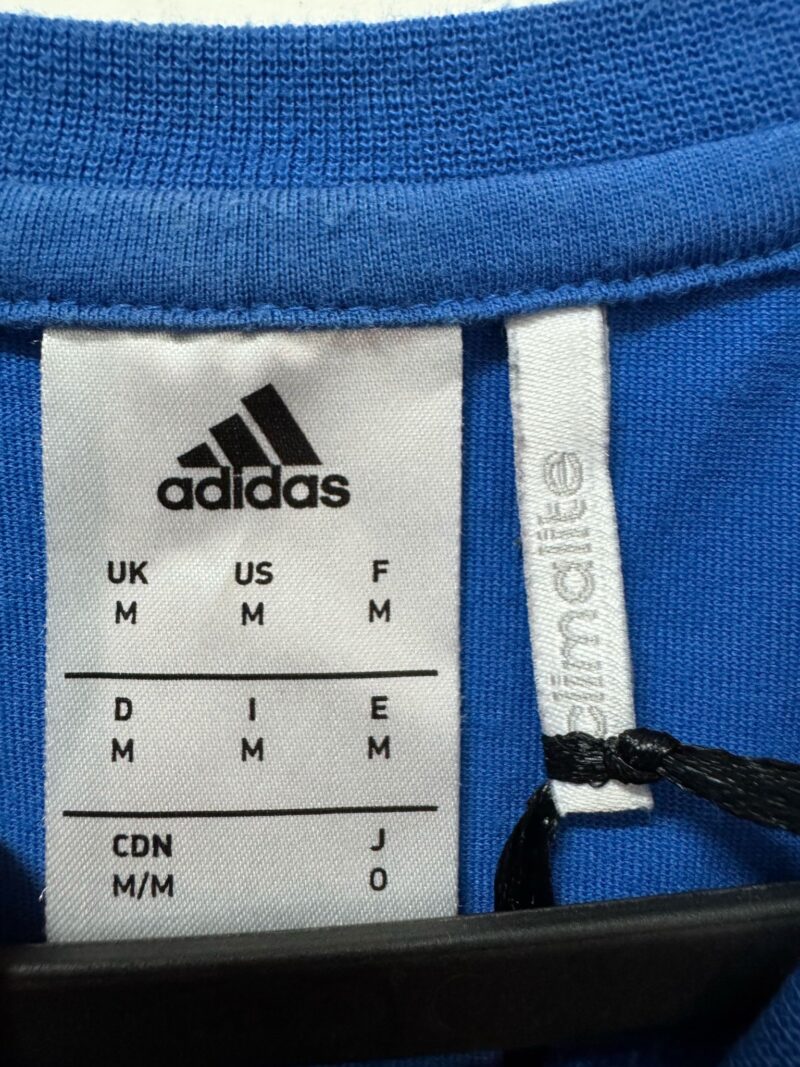 adidas
UK US F
M M M
D I E
M M M
CDN J
M/M O
climalite